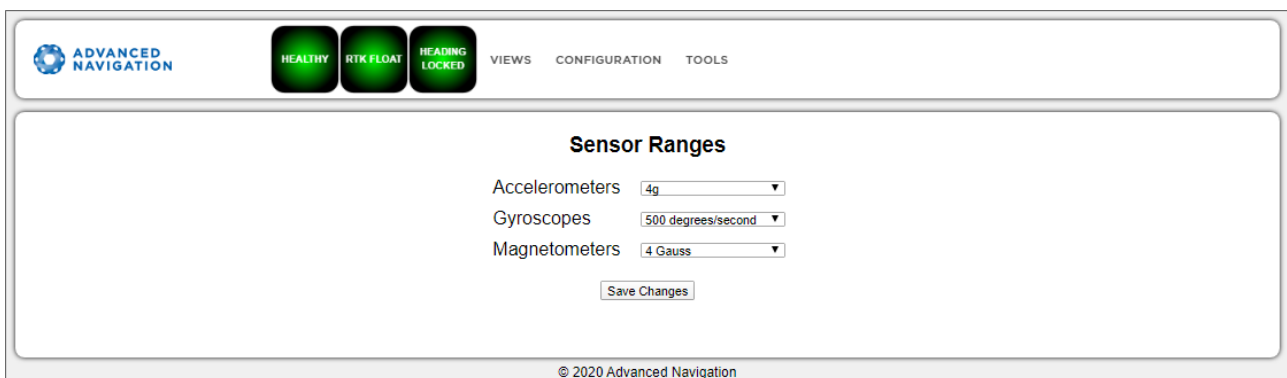 ADVANCED
NAVIGATION
HEALTHY
RTK FLOAT
HEADING
LOCKED
VIEWS CONFIGURATION TOOLS
Sensor Ranges
Accelerometers 4g
Gyroscopes 500 degrees/second
Magnetometers 4 Gauss
Save Changes
© 2020 Advanced Navigation